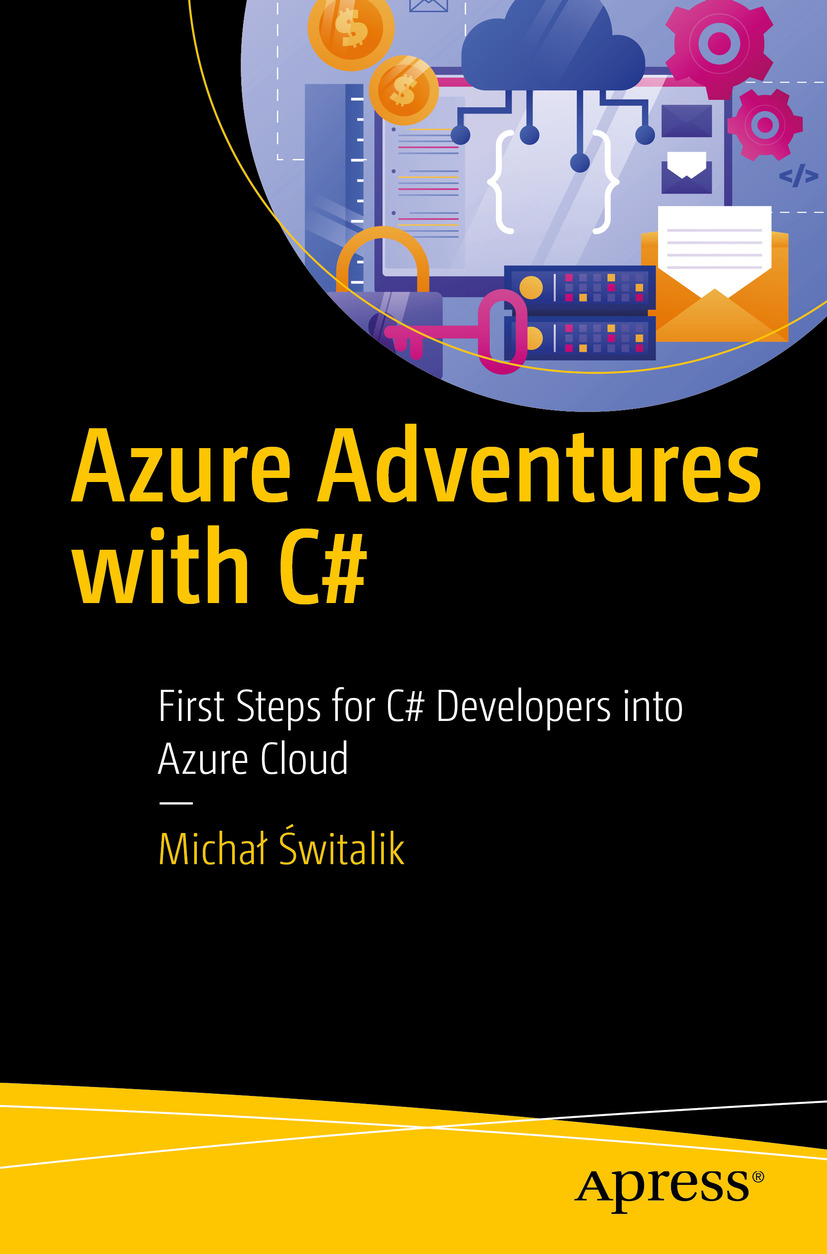 $
$
{ }
</>
Azure Adventures
with C#
First Steps for C# Developers into
Azure Cloud
—
Michał Świtalik
Apress®